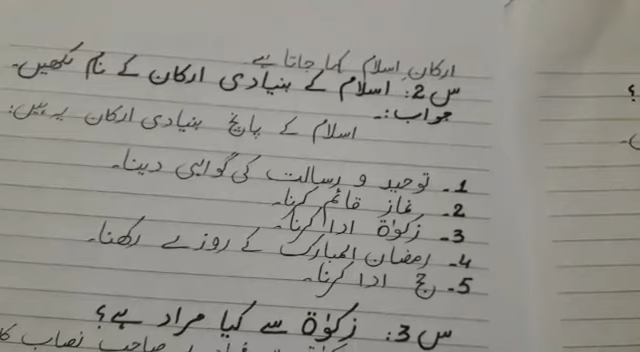 ارکان اسلام کہا جاتا ہے
س 2: اسلام کے بنیادی ارکان کے نام لکھیں۔
جواب:۔
اسلام کے پانچ بنیادی ارکان یہ ہیں:
1۔ توحید و رسالت کی گواہی دینا۔
2۔ نماز قائم کرنا۔
3۔ زکوٰۃ ادا کرنا۔
4۔ رمضان المبارک کے روزے رکھنا۔
5۔ حج ادا کرنا۔
س 3: زکوٰۃ سے کیا مراد ہے؟
صاحب نصاب
؟